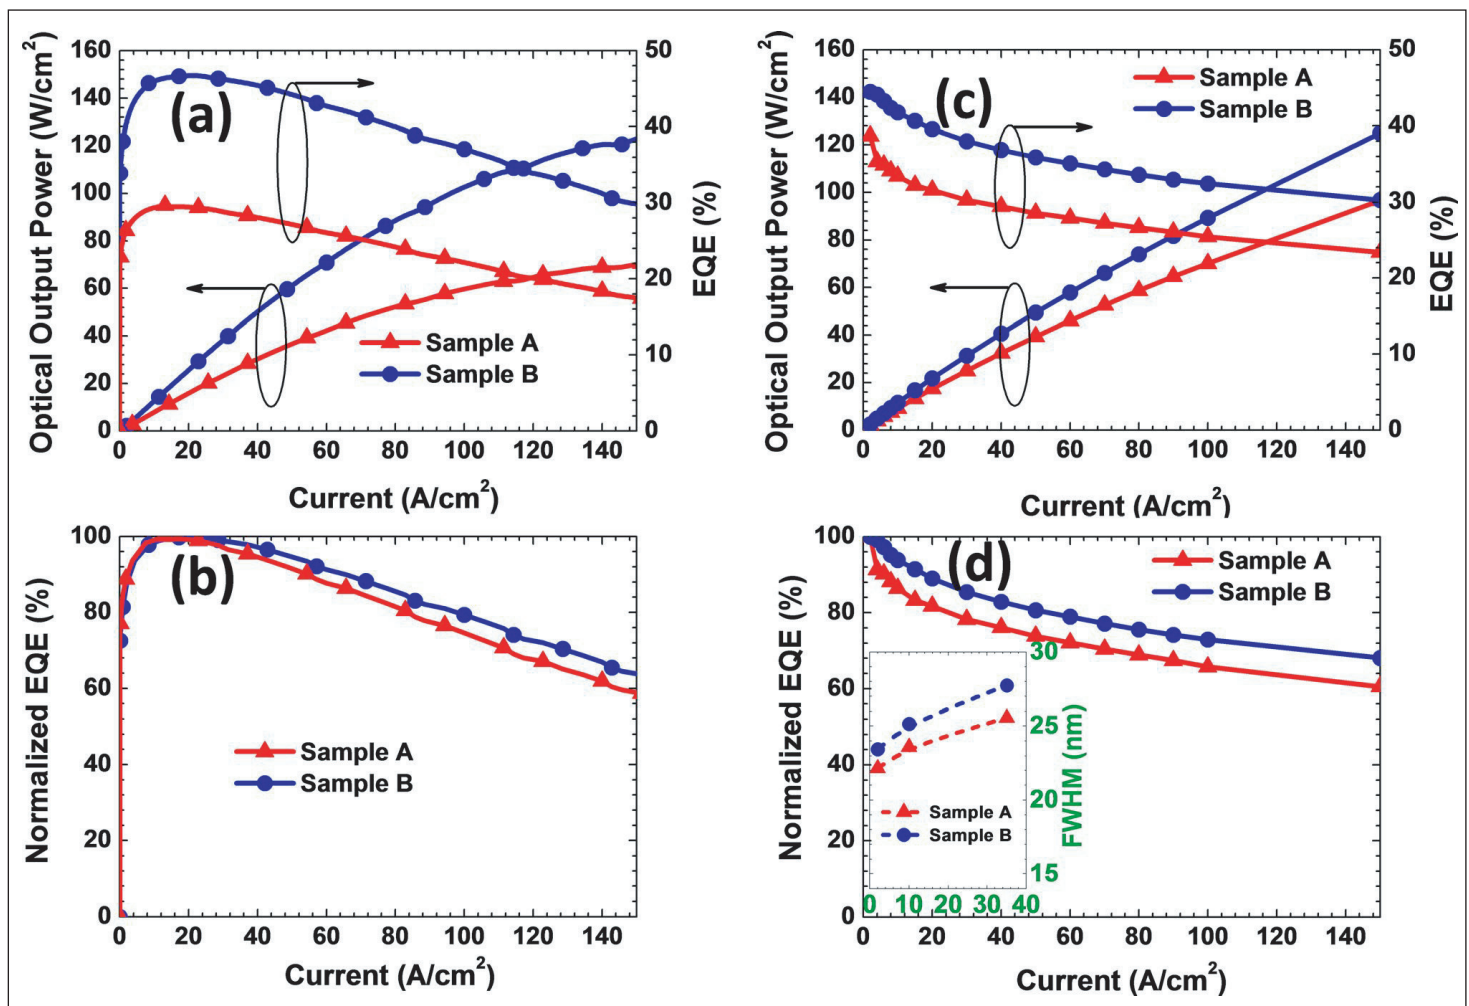 (a)
Optical Output Power (W/cm²)
160
140
120
100
80
60
40
20
0
50
40
30
20
10
0
EQE (%)
Sample A
Sample B
0 20 40 60 80 100 120 140
Current (A/cm²)
(c)
Optical Output Power (W/cm²)
160
140
120
100
80
60
40
20
0
Sample A
Sample B
50
40
30
20
10
0
EQE (%)
0 20 40 60 80 100 120 140
Current (A/cm²)
(b)
Normalized EQE (%)
100
80
60
40
20
0
Sample A
Sample B
0 20 40 60 80 100 120 140
Current (A/cm²)
(d)
Normalized EQE (%)
100
80
60
40
20
0
Sample A
Sample B
30
25
20
15
FWHM (nm)
Sample A
Sample B
0 10 20 30 40
0 20 40 60 80 100 120 140
Current (A/cm²)